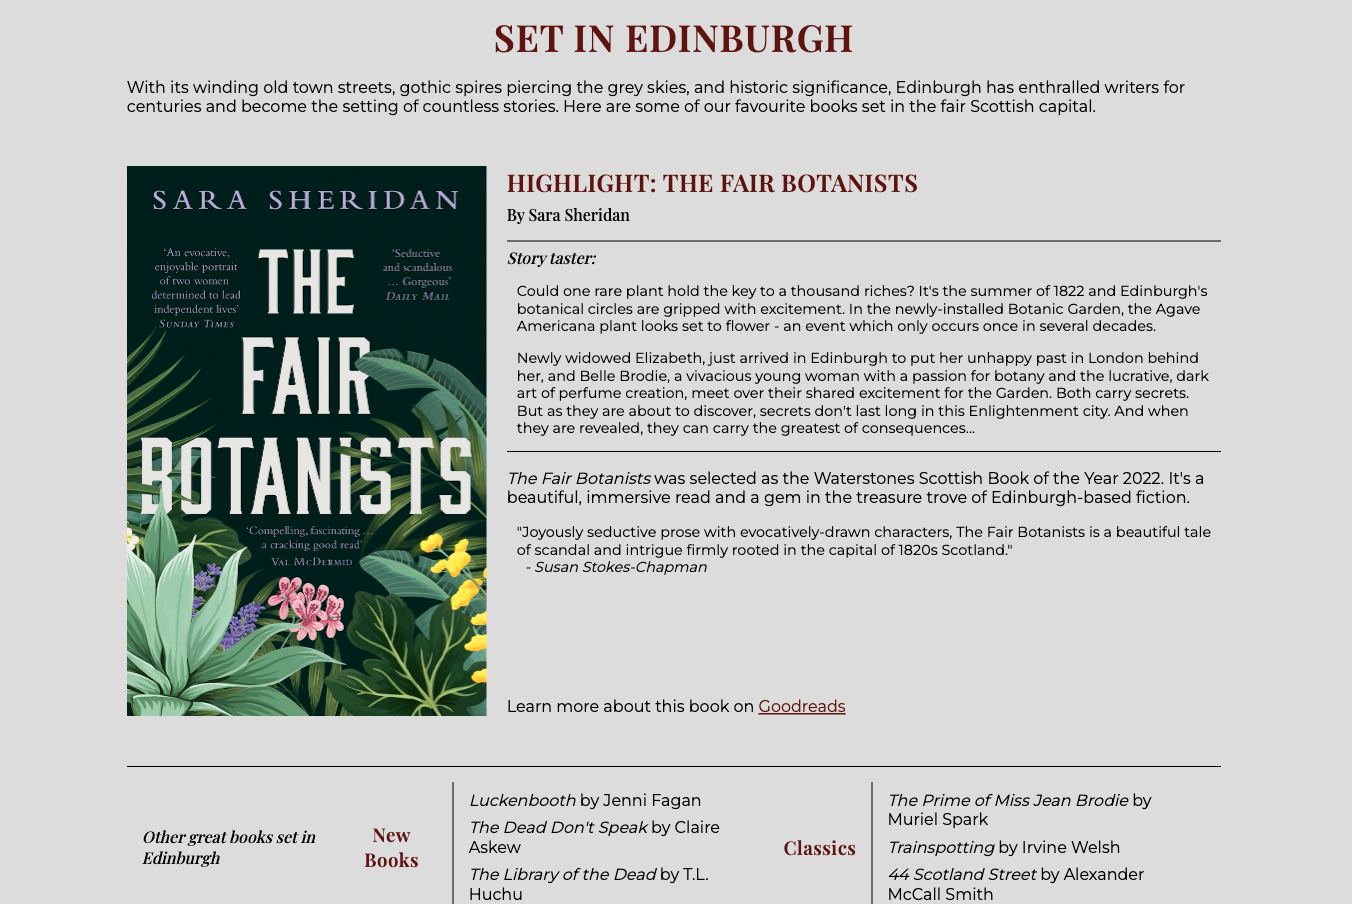 SET IN EDINBURGH
With its winding old town streets, gothic spires piercing the grey skies, and historic significance, Edinburgh has enthralled writers for
centuries and become the setting of countless stories. Here are some of our favourite books set in the fair Scottish capital.
SARA SHERIDAN
'An evocative,
enjoyable portrait
of two women
determined to lead
independent lives'
SUNDAY TIMES
'Seductive
and scandalous
... Gorgeous'
DAILY MAIL
THE
FAIR
BOTANISTS
'Compelling, fascinating ...
a cracking good read'
VAL MCDERMID
HIGHLIGHT: THE FAIR BOTANISTS
By Sara Sheridan
Story taster:
Could one rare plant hold the key to a thousand riches? It's the summer of 1822 and Edinburgh's
botanical circles are gripped with excitement. In the newly-installed Botanic Garden, the Agave
Americana plant looks set to flower - an event which only occurs once in several decades.
Newly widowed Elizabeth, just arrived in Edinburgh to put her unhappy past in London behind
her, and Belle Brodie, a vivacious young woman with a passion for botany and the lucrative, dark
art of perfume creation, meet over their shared excitement for the Garden. Both carry secrets.
But as they are about to discover, secrets don't last long in this Enlightenment city. And when
they are revealed, they can carry the greatest of consequences...
The Fair Botanists was selected as the Waterstones Scottish Book of the Year 2022. It's a
beautiful, immersive read and a gem in the treasure trove of Edinburgh-based fiction.
"Joyously seductive prose with evocatively-drawn characters, The Fair Botanists is a beautiful tale
of scandal and intrigue firmly rooted in the capital of 1820s Scotland."
- Susan Stokes-Chapman
Learn more about this book on Goodreads
Other great books set in
Edinburgh
New
Books
Luckenbooth by Jenni Fagan
The Dead Don't Speak by Claire
Askew
The Library of the Dead by T.L.
Huchu
Classics
The Prime of Miss Jean Brodie by
Muriel Spark
Trainspotting by Irvine Welsh
44 Scotland Street by Alexander
McCall Smith